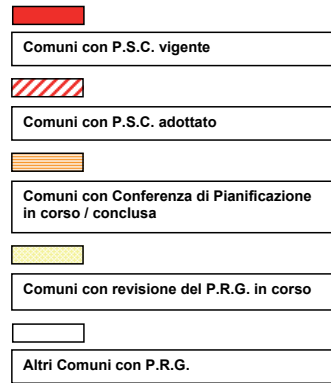 Comuni con P.S.C. vigente
Comuni con P.S.C. adottato
Comuni con Conferenza di Pianificazione
in corso / conclusa
Comuni con revisione del P.R.G. in corso
Altri Comuni con P.R.G.